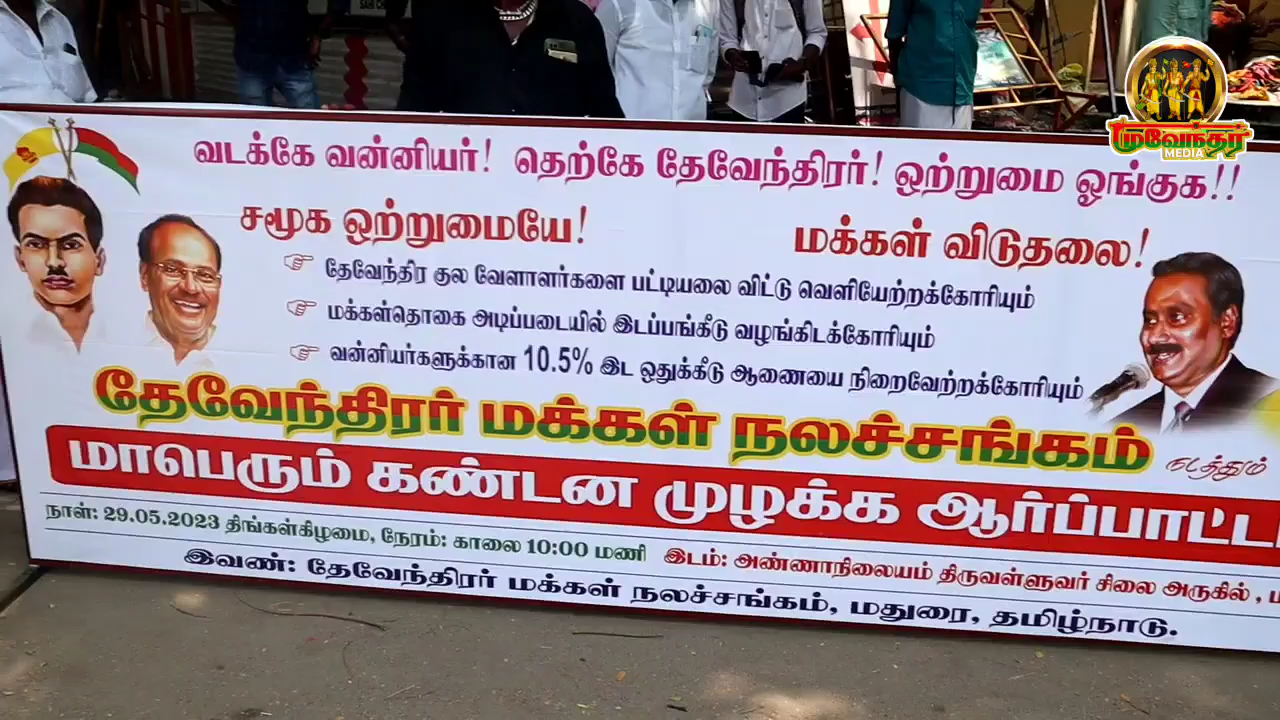 மூவேந்தர்
MEDIA
வடக்கே வன்னியர்! தெற்கே தேவேந்திரர்! ஒற்றுமை ஓங்குக!!
சமூக ஒற்றுமையே! மக்கள் விடுதலை!
தேவேந்திர குல வேளாளர்களை பட்டியலை விட்டு வெளியேற்றக்கோரியும்
மக்கள்தொகை அடிப்படையில் இடப்பங்கீடு வழங்கிடக்கோரியும்
வன்னியர்களுக்கான 10.5% இட ஒதுக்கீடு ஆணையை நிறைவேற்றக்கோரியும்
தேவேந்திரர் மக்கள் நலச்சங்கம் நடத்தும்
மாபெரும் கண்டன முழக்க ஆர்ப்பாட்ட
நாள்: 29.05.2023 திங்கள்கிழமை, நேரம்: காலை 10:00 மணி இடம்: அண்ணாநிலையம் திருவள்ளுவர் சிலை அருகில் ,
இவண்: தேவேந்திரர் மக்கள் நலச்சங்கம், மதுரை, தமிழ்நாடு.